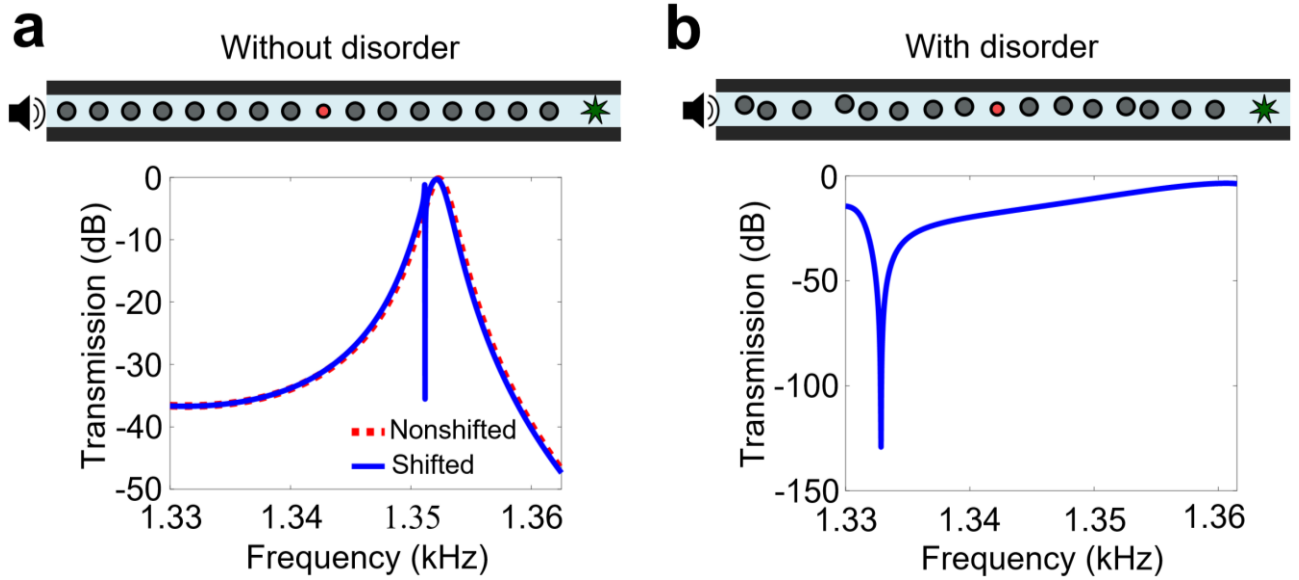 a
Without disorder
0
-10
-20
-30
-40
-50
Transmission (dB)
Nonshifted
Shifted
1.33
1.34
1.35
1.36
Frequency (kHz)
b
With disorder
0
-50
-100
-150
Transmission (dB)
1.33
1.34
1.35
1.36
Frequency (kHz)